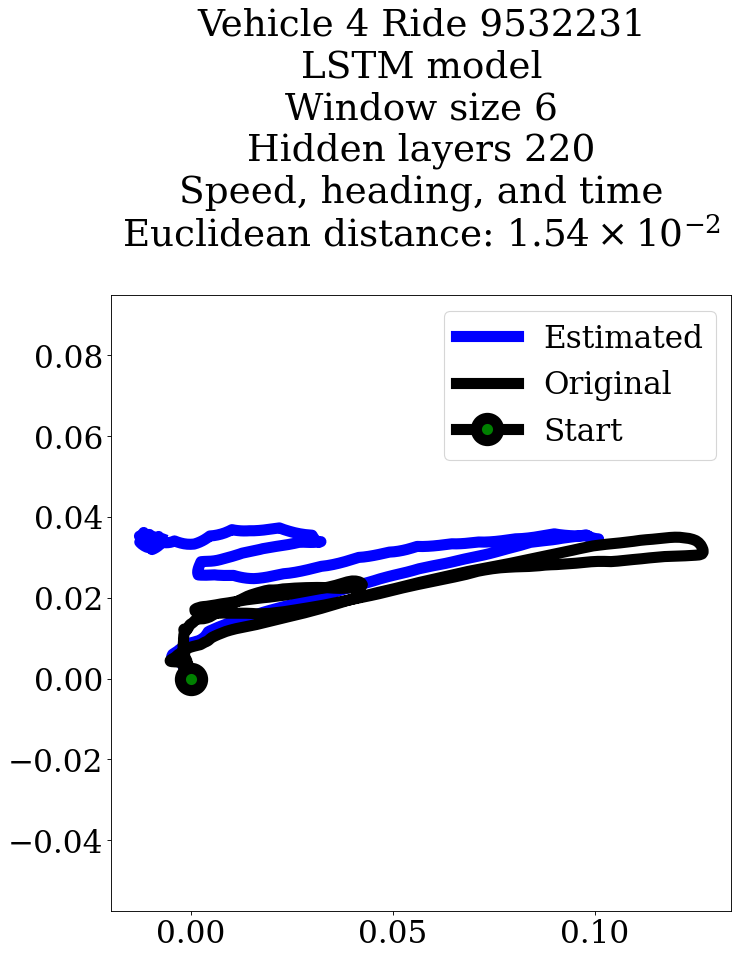 Vehicle 4 Ride 9532231
LSTM model
Window size 6
Hidden layers 220
Speed, heading, and time
Euclidean distance: 1.54 × 10⁻²
Estimated
Original
Start
0.08
0.06
0.04
0.02
0.00
−0.02
−0.04
0.00 0.05 0.10